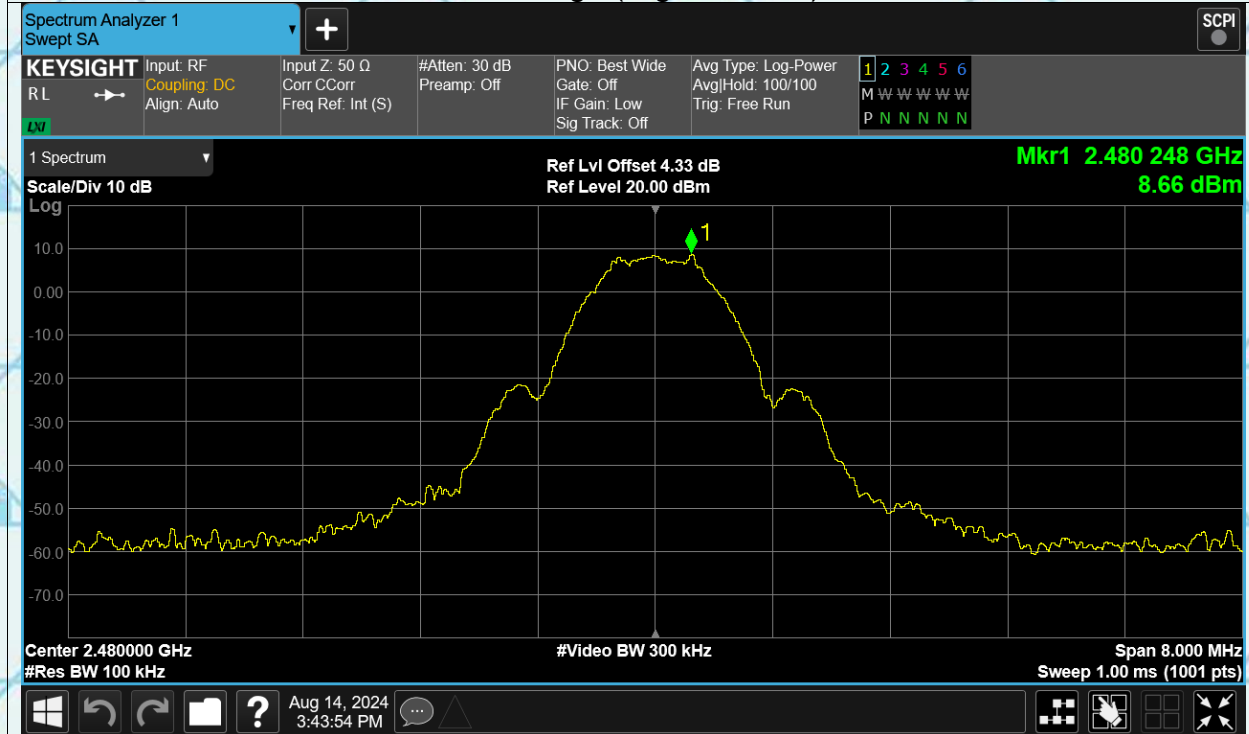 Spectrum Analyzer 1
Swept SA
SCPI
KEYSIGHT
R L
LXI
Input: RF
Coupling: DC
Align: Auto
Input Z: 50 Ω
Corr CCorr
Freq Ref: Int (S)
#Atten: 30 dB
Preamp: Off
PNO: Best Wide
Gate: Off
IF Gain: Low
Sig Track: Off
Avg Type: Log-Power
Avg|Hold: 100/100
Trig: Free Run
1 2 3 4 5 6
M W W W W W
P N N N N N
1 Spectrum
Scale/Div 10 dB
Log
Ref Lvl Offset 4.33 dB
Ref Level 20.00 dBm
Mkr1 2.480 248 GHz
8.66 dBm
1
10.0
0.00
-10.0
-20.0
-30.0
-40.0
-50.0
-60.0
-70.0
Center 2.480000 GHz
#Res BW 100 kHz
#Video BW 300 kHz
Span 8.000 MHz
Sweep 1.00 ms (1001 pts)
?
Aug 14, 2024
3:43:54 PM